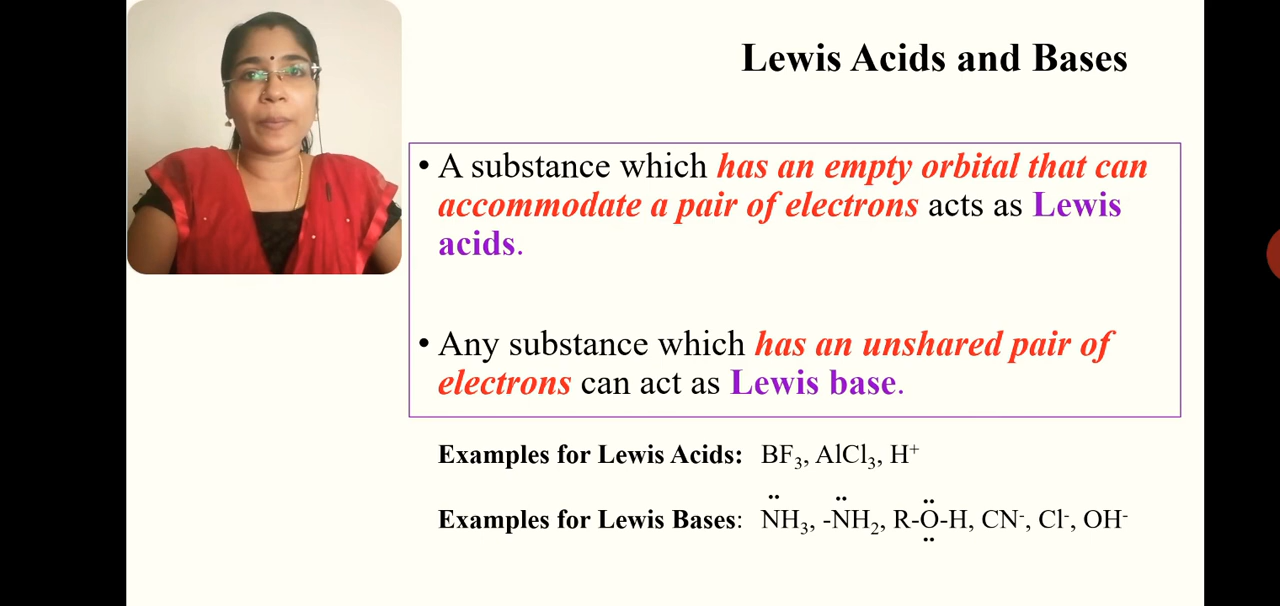 Lewis Acids and Bases
• A substance which has an empty orbital that can
accommodate a pair of electrons acts as Lewis
acids.
• Any substance which has an unshared pair of
electrons can act as Lewis base.
Examples for Lewis Acids: BF₃, AlCl₃, H⁺
Examples for Lewis Bases: N̈H₃, -N̈H₂, R-Ö̤-H, CN⁻, Cl⁻, OH⁻